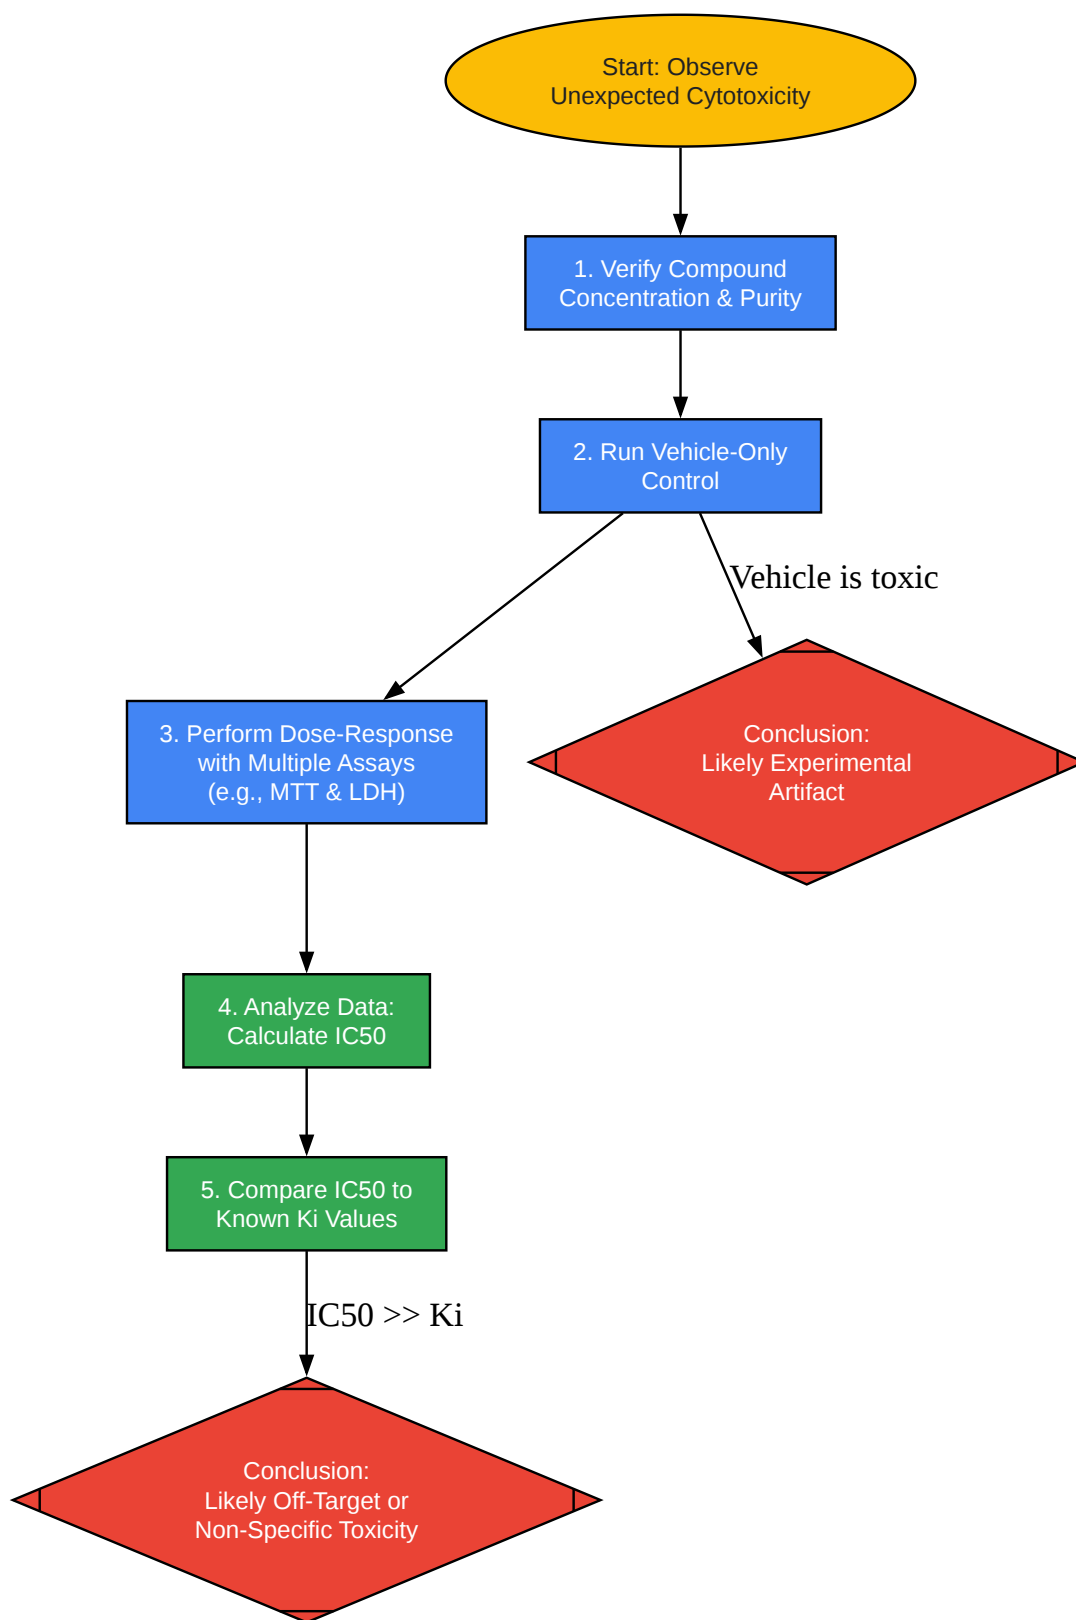 Start: Observe
Unexpected Cytotoxicity
1. Verify Compound
Concentration & Purity
2. Run Vehicle-Only
Control
Vehicle is toxic
3. Perform Dose-Response
with Multiple Assays
(e.g., MTT & LDH)
Conclusion:
Likely Experimental
Artifact
4. Analyze Data:
Calculate IC50
5. Compare IC50 to
Known Ki Values
IC50 >> Ki
Conclusion:
Likely Off-Target or
Non-Specific Toxicity